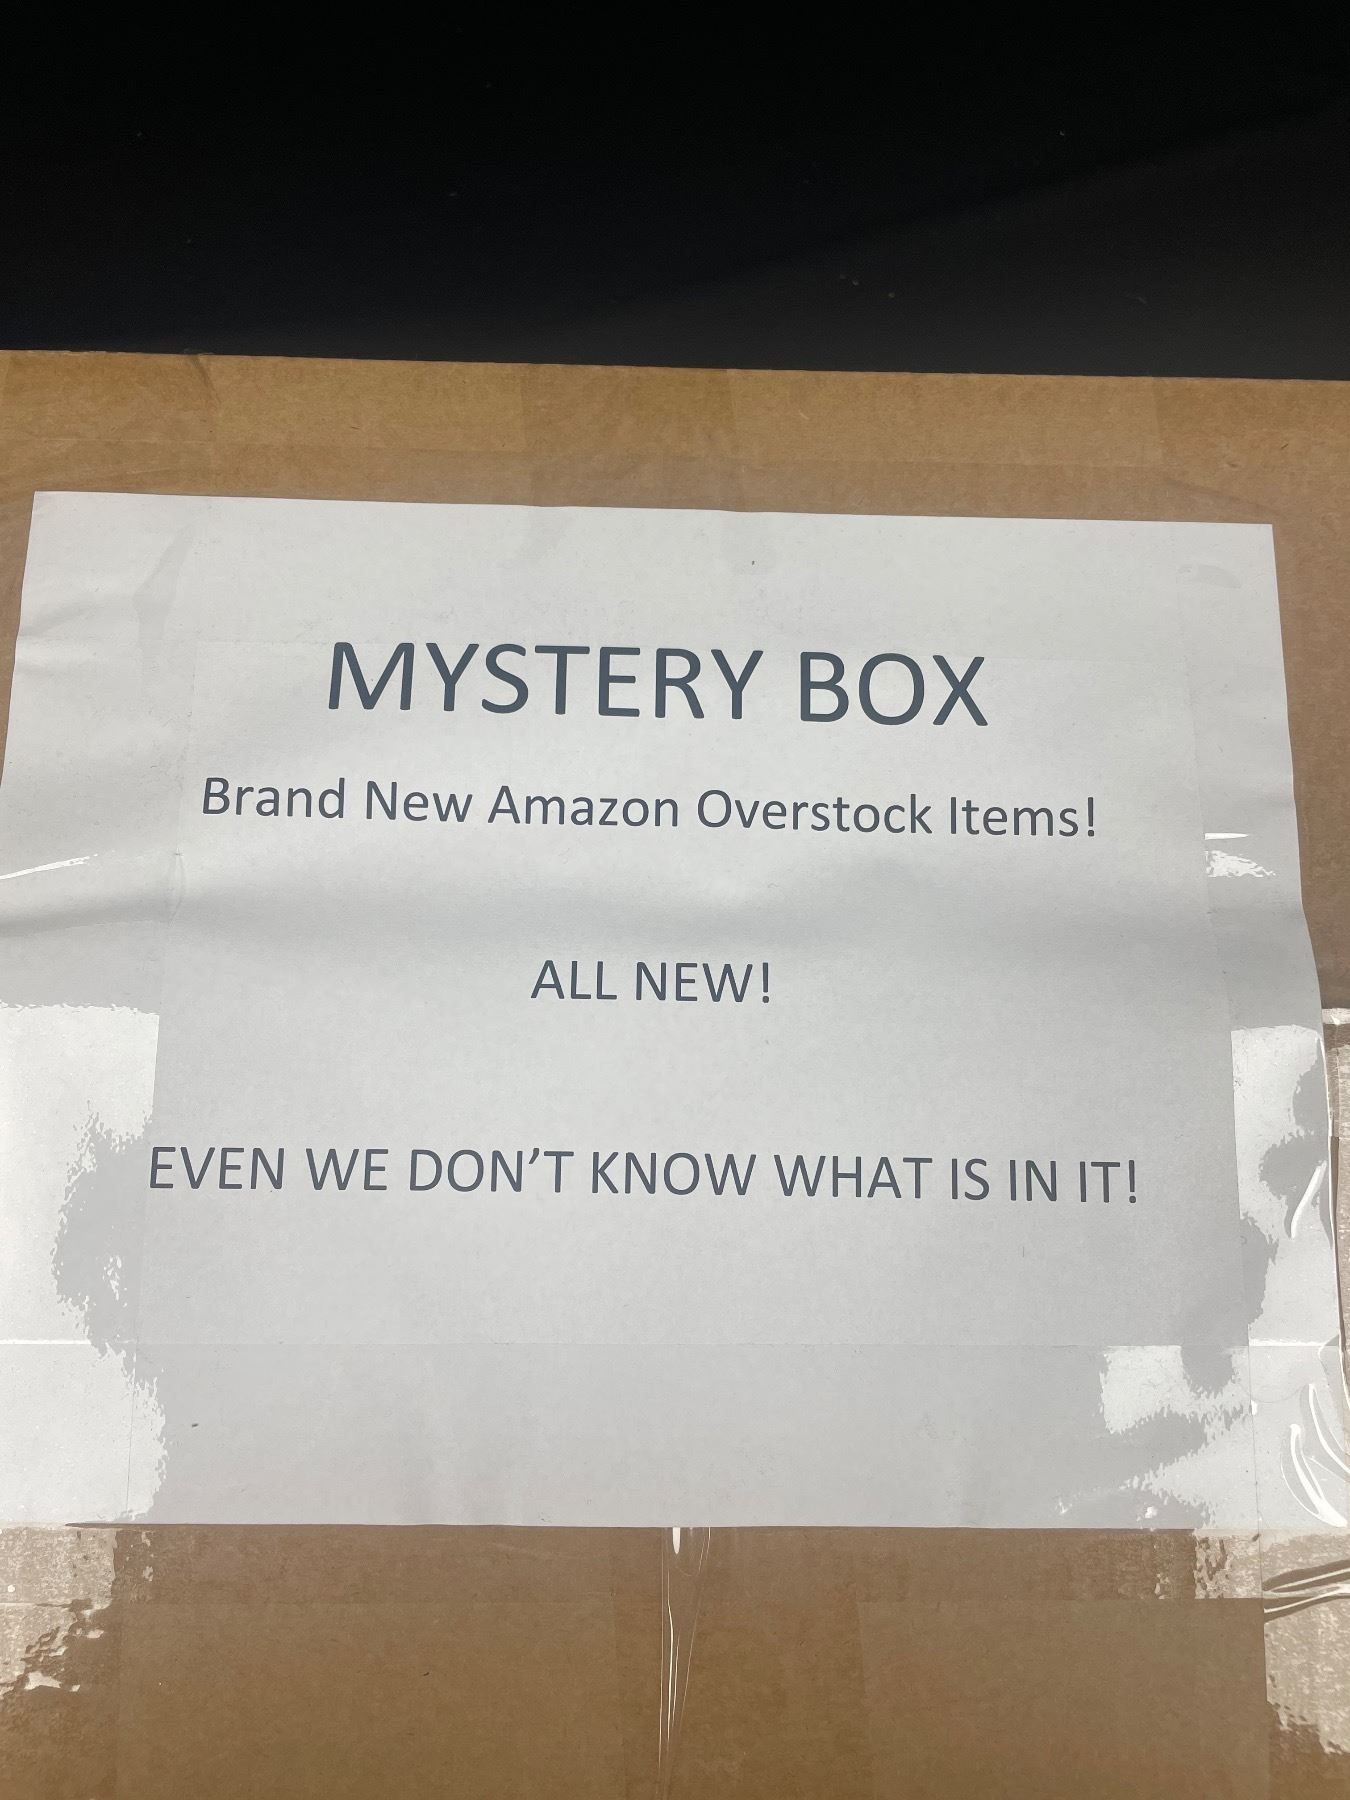 MYSTERY BOX
Brand New Amazon Overstock Items!
ALL NEW!
EVEN WE DON’T KNOW WHAT IS IN IT!